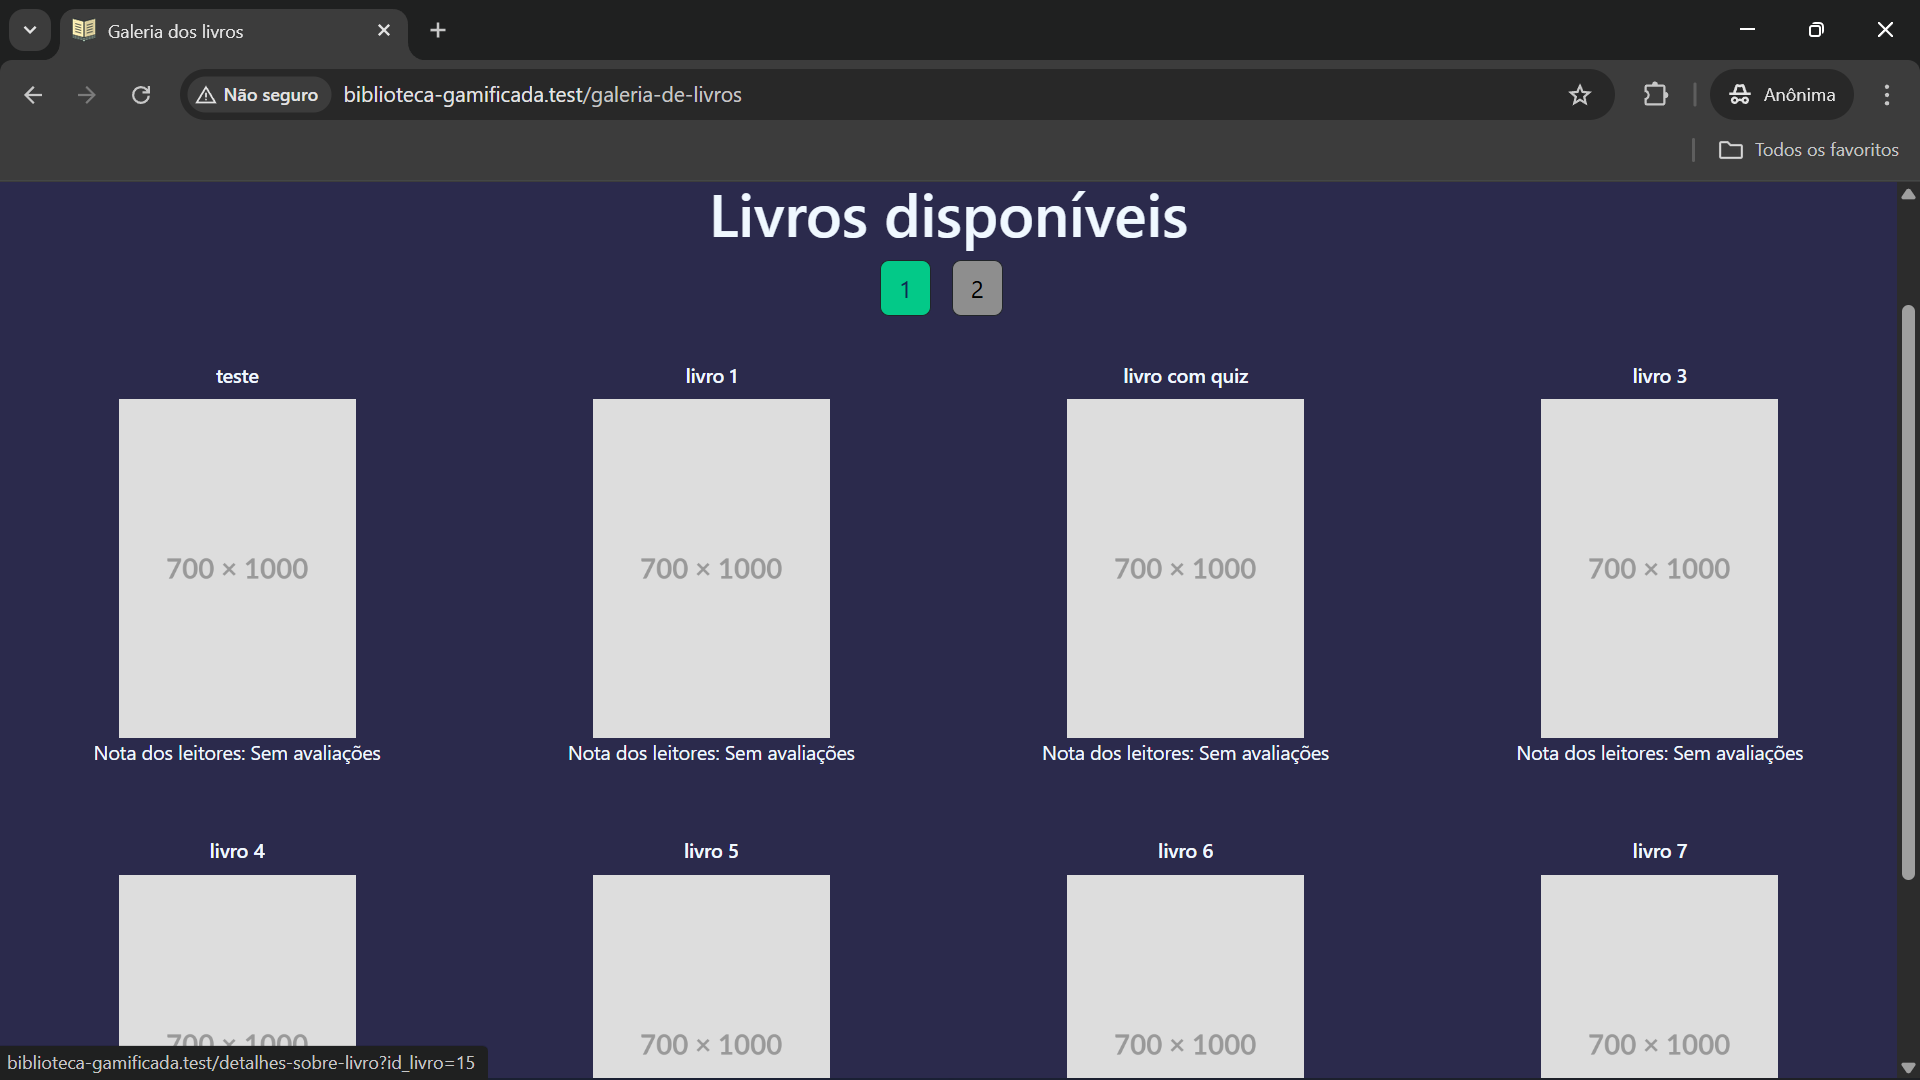 Galeria dos livros
Não seguro
biblioteca-gamificada.test/galeria-de-livros
Anônima
Todos os favoritos
Livros disponíveis
1 2
teste
livro 1
livro com quiz
livro 3
700 × 1000
700 × 1000
700 × 1000
700 × 1000
Nota dos leitores: Sem avaliações
Nota dos leitores: Sem avaliações
Nota dos leitores: Sem avaliações
Nota dos leitores: Sem avaliações
livro 4
livro 5
livro 6
livro 7
700 × 1000
700 × 1000
700 × 1000
700 × 1000
biblioteca-gamificada.test/detalhes-sobre-livro?id_livro=15